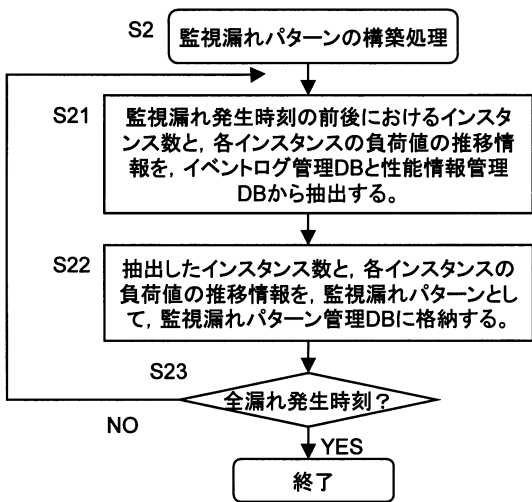 S2
監視漏れパターンの構築処理
S21
監視漏れ発生時刻の前後におけるインスタ
ンス数と，各インスタンスの負荷値の推移情
報を，イベントログ管理DBと性能情報管理
DBから抽出する。
S22
抽出したインスタンス数と，各インスタンスの
負荷値の推移情報を，監視漏れパターンとし
て，監視漏れパターン管理DBに格納する。
S23
全漏れ発生時刻？
NO
YES
終了